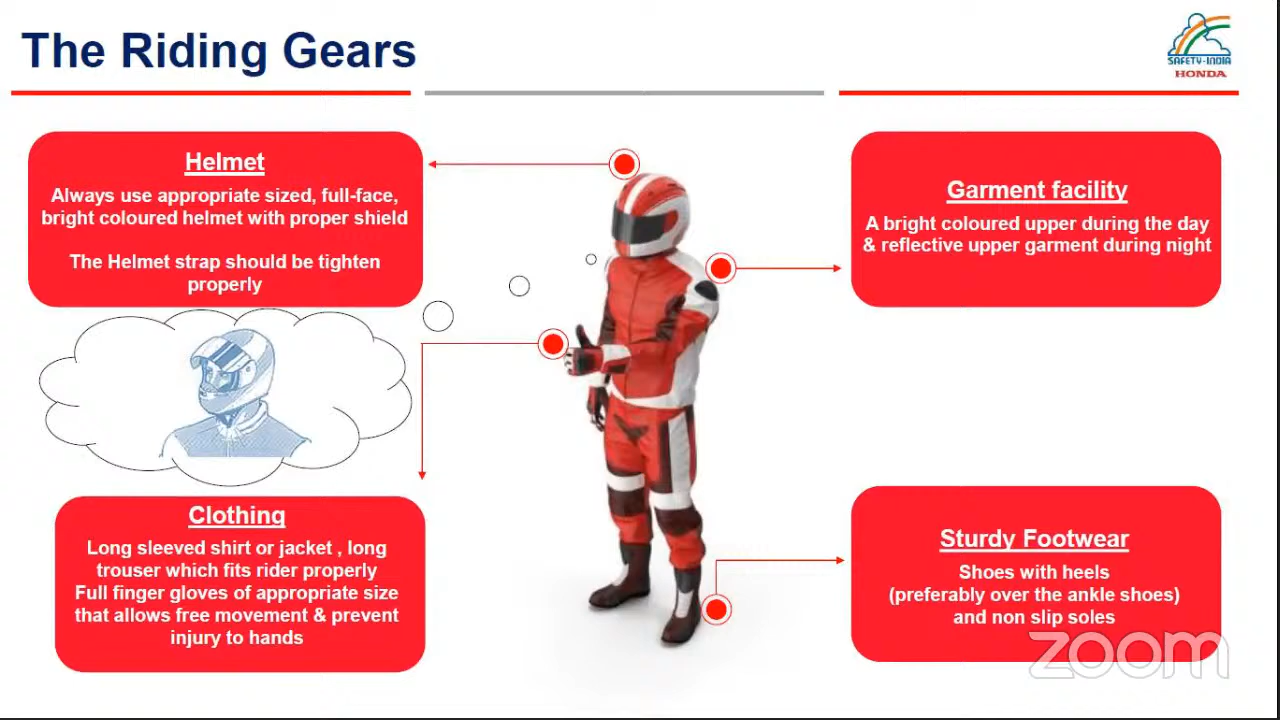 The Riding Gears
SAFETY·INDIA
HONDA
Helmet
Always use appropriate sized, full-face,
bright coloured helmet with proper shield
The Helmet strap should be tighten
properly
Garment facility
A bright coloured upper during the day
& reflective upper garment during night
Clothing
Long sleeved shirt or jacket , long
trouser which fits rider properly
Full finger gloves of appropriate size
that allows free movement & prevent
injury to hands
Sturdy Footwear
Shoes with heels
(preferably over the ankle shoes)
and non slip soles
zoom